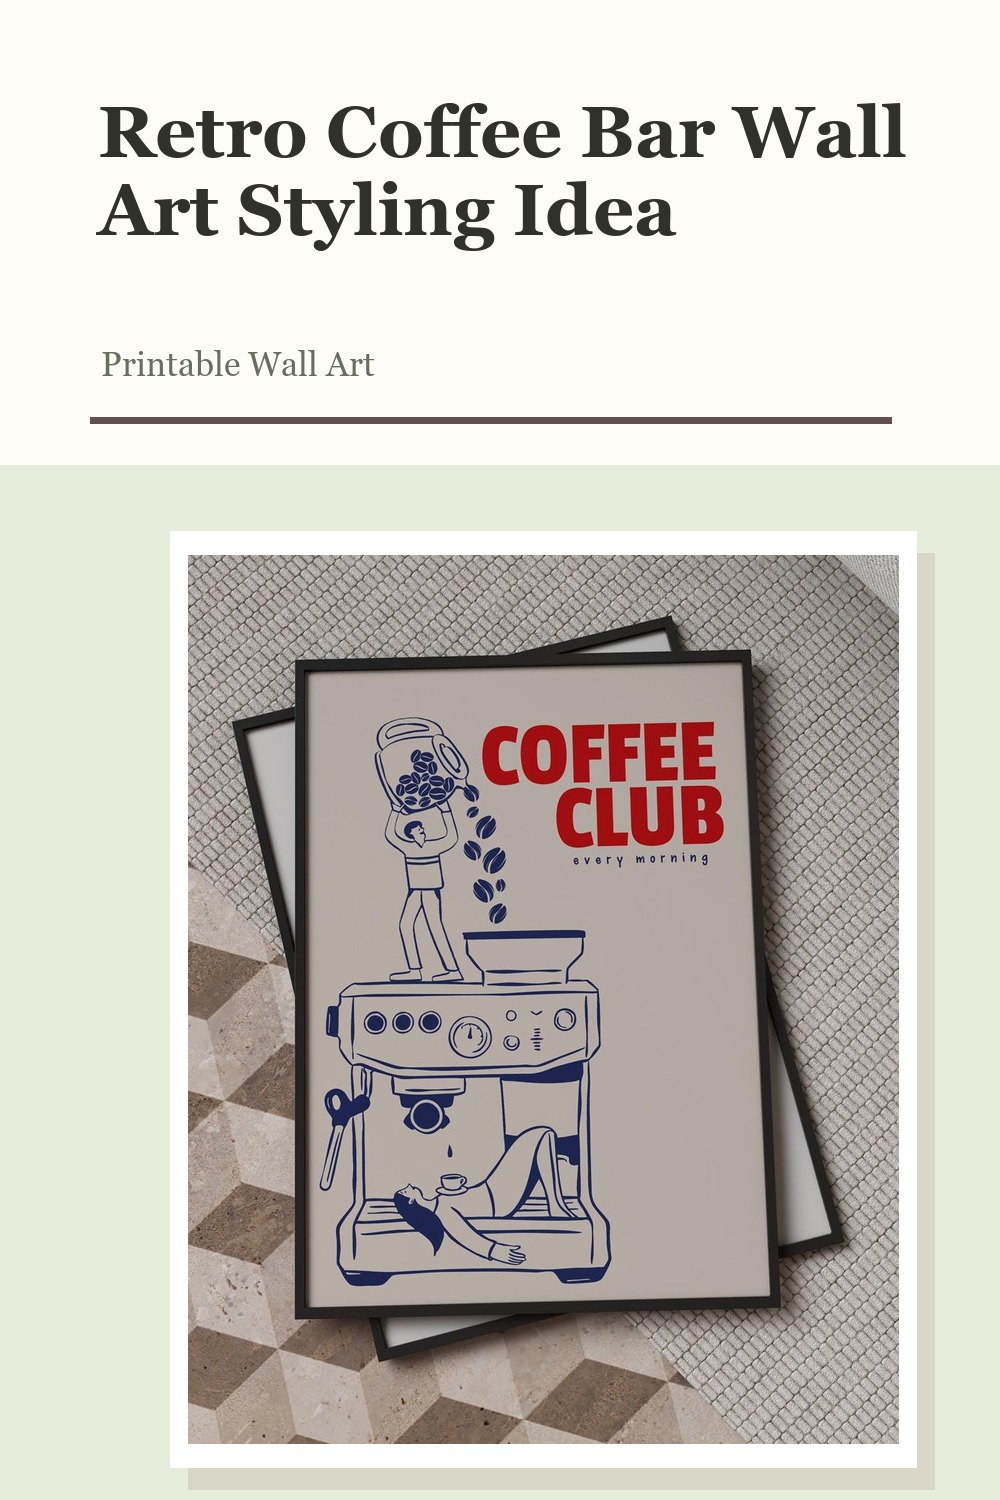 Retro Coffee Bar Wall
Art Styling Idea
Printable Wall Art
COFFEE
CLUB
every morning